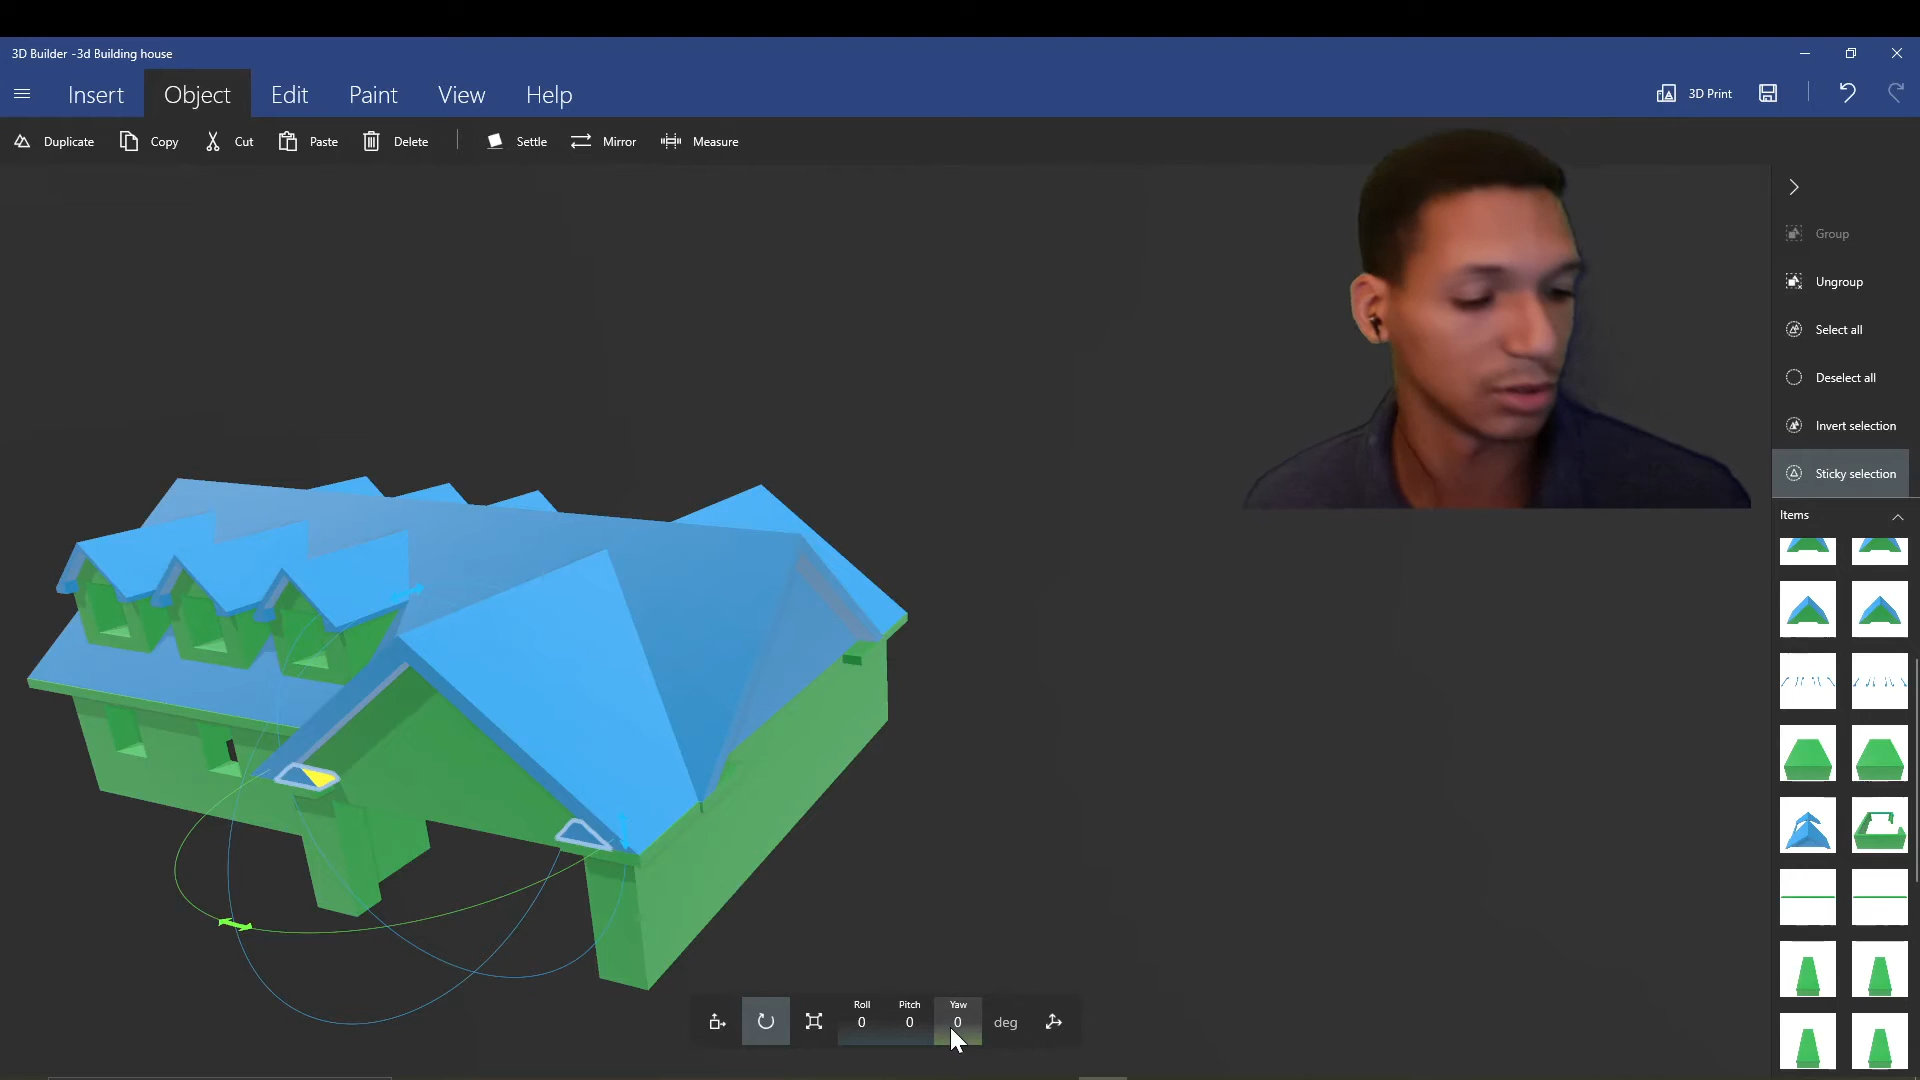 3D Builder -3d Building house
Insert Object Edit Paint View Help
3D Print
Duplicate Copy Cut Paste Delete Settle Mirror Measure
Group
Ungroup
Select all
Deselect all
Invert selection
Sticky selection
Items
Roll Pitch Yaw
0 0 0 deg